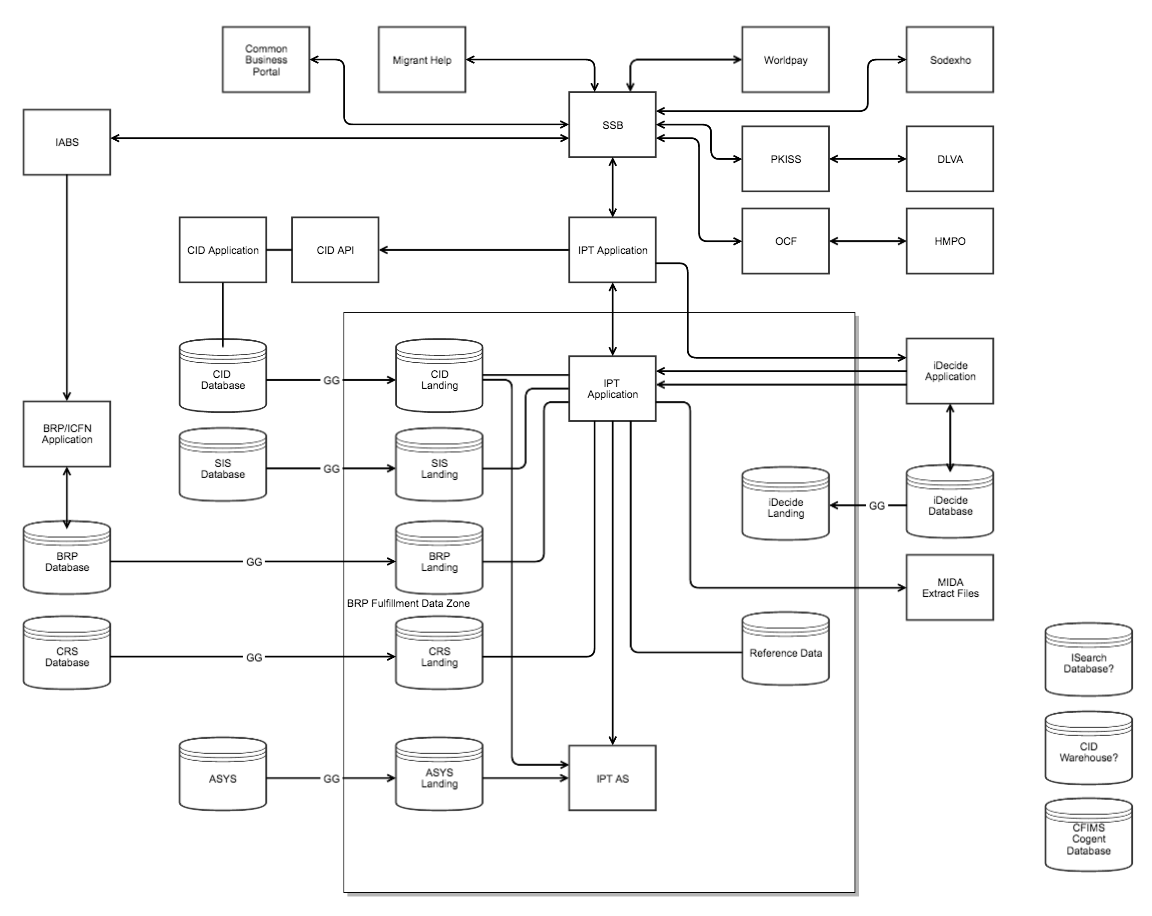 Common
Business
Portal
Migrant Help
Worldpay
Sodexho
IABS
SSB
PKISS
DLVA
CID Application
CID API
IPT Application
OCF
HMPO
CID
Database
GG
CID
Landing
IPT
Application
iDecide
Application
BRP/ICFN
Application
SIS
Database
GG
SIS
Landing
iDecide
Landing
GG
iDecide
Database
BRP
Database
GG
BRP
Landing
MIDA
Extract Files
BRP Fulfillment Data Zone
CRS
Database
GG
CRS
Landing
Reference Data
ISearch
Database?
CID
Warehouse?
ASYS
GG
ASYS
Landing
IPT AS
CFIMS
Cogent
Database